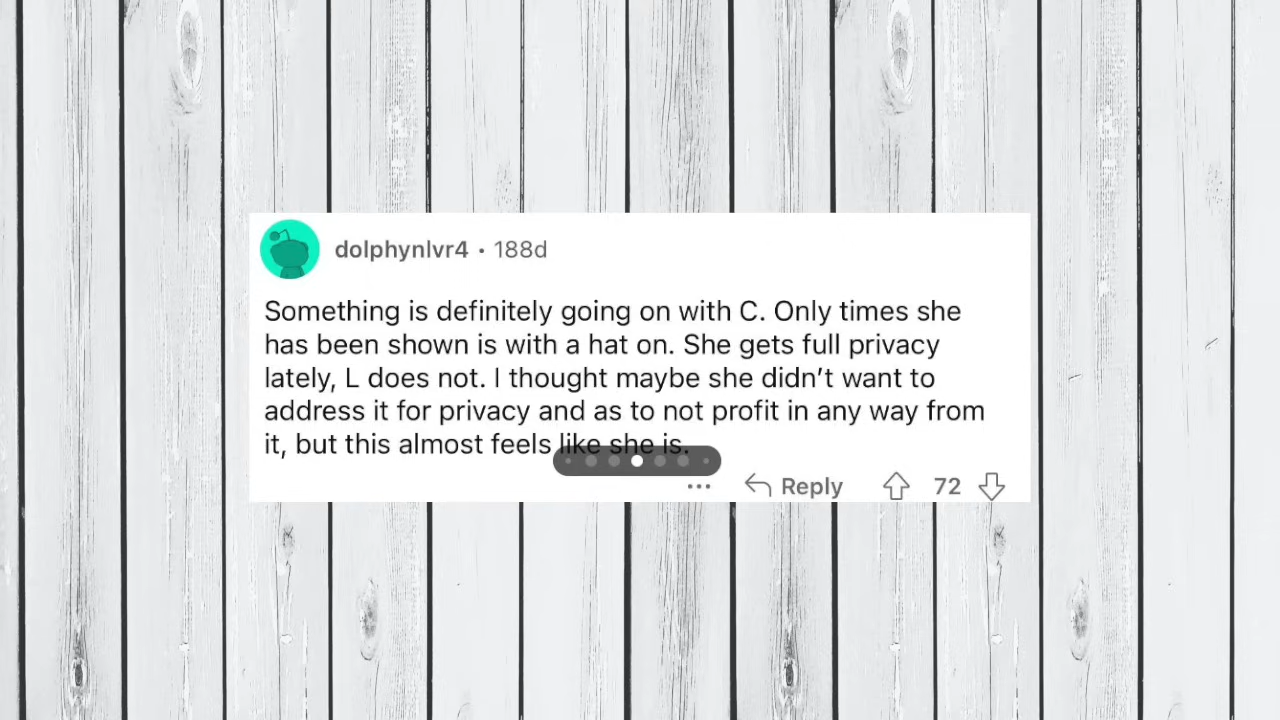 dolphynlvr4 · 188d
Something is definitely going on with C. Only times she
has been shown is with a hat on. She gets full privacy
lately, L does not. I thought maybe she didn’t want to
address it for privacy and as to not profit in any way from
it, but this almost feels like she is.
Reply 72